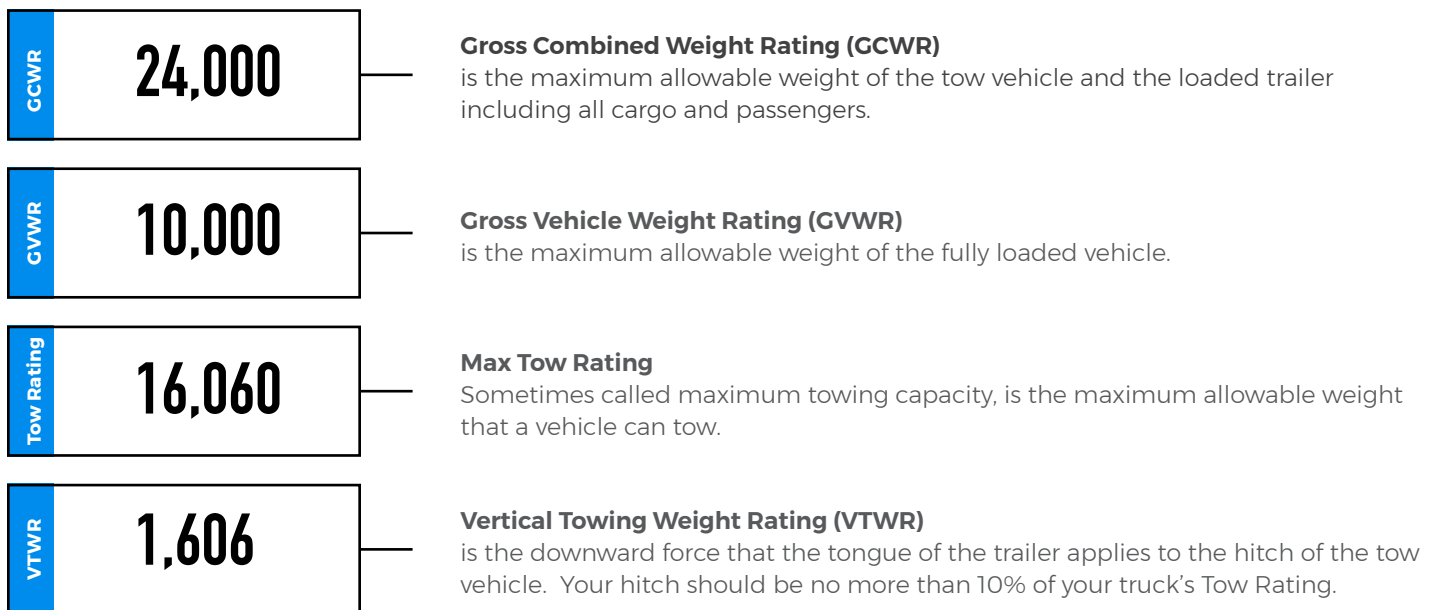 GCWR
24,000
Gross Combined Weight Rating (GCWR)
is the maximum allowable weight of the tow vehicle and the loaded trailer
including all cargo and passengers.
GVWR
10,000
Gross Vehicle Weight Rating (GVWR)
is the maximum allowable weight of the fully loaded vehicle.
Tow Rating
16,060
Max Tow Rating
Sometimes called maximum towing capacity, is the maximum allowable weight
that a vehicle can tow.
VTWR
1,606
Vertical Towing Weight Rating (VTWR)
is the downward force that the tongue of the trailer applies to the hitch of the tow
vehicle.  Your hitch should be no more than 10% of your truck’s Tow Rating.